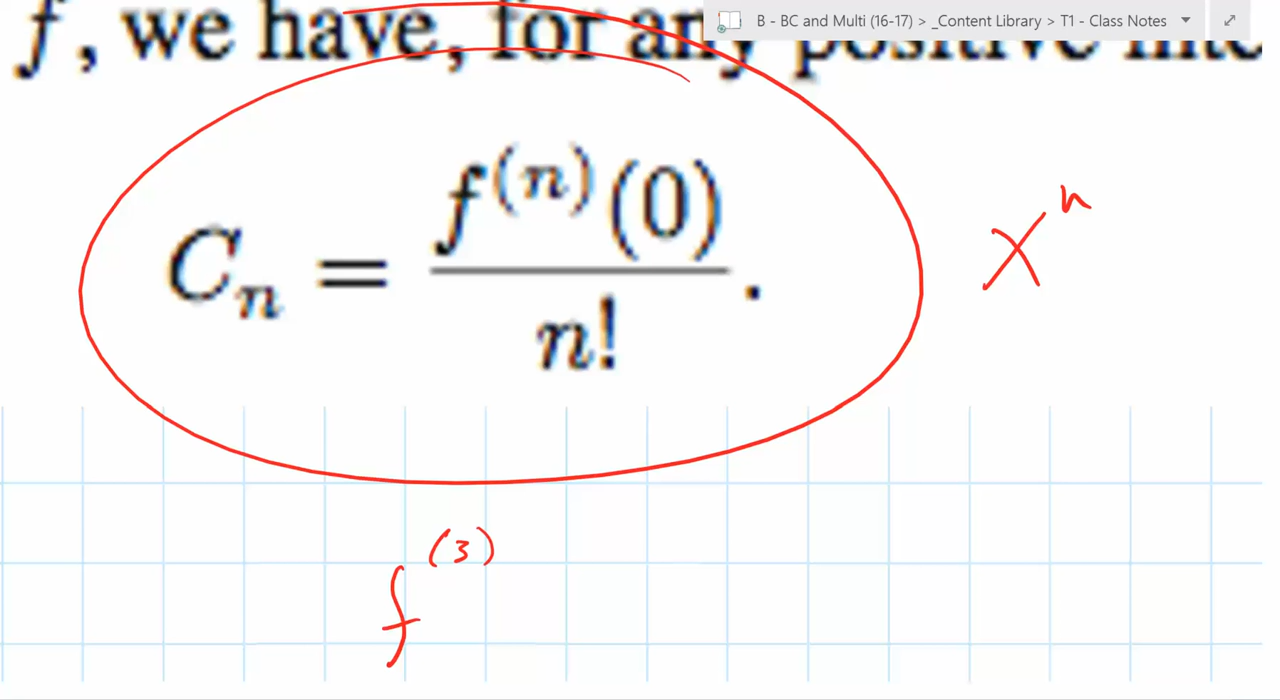 B - BC and Multi (16-17) > _Content Library > T1 - Class Notes
f, we have, for any positive inte
C_n = f^{(n)}(0) / n!.
x^n
f^{(3)}